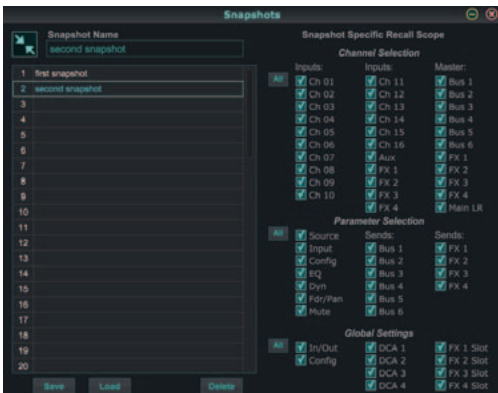 Snapshots
Snapshot Name
second snapshot
1 first snapshot
2 second snapshot
3
4
5
6
7
8
9
10
11
12
13
14
15
16
17
18
19
20
Save Load Delete
Snapshot Specific Recall Scope
Channel Selection
Inputs: Inputs: Master:
All Ch 01 Ch 11 Bus 1
Ch 02 Ch 12 Bus 2
Ch 03 Ch 13 Bus 3
Ch 04 Ch 14 Bus 4
Ch 05 Ch 15 Bus 5
Ch 06 Ch 16 Bus 6
Ch 07 Aux FX 1
Ch 08 FX 1 FX 2
Ch 09 FX 2 FX 3
Ch 10 FX 3 FX 4
FX 4 Main LR
Parameter Selection
All Source Sends: Sends:
Input Bus 1 FX 1
Config Bus 2 FX 2
EQ Bus 3 FX 3
Dyn Bus 4 FX 4
Fdr/Pan Bus 5
Mute Bus 6
Global Settings
All In/Out DCA 1 FX 1 Slot
Config DCA 2 FX 2 Slot
DCA 3 FX 3 Slot
DCA 4 FX 4 Slot